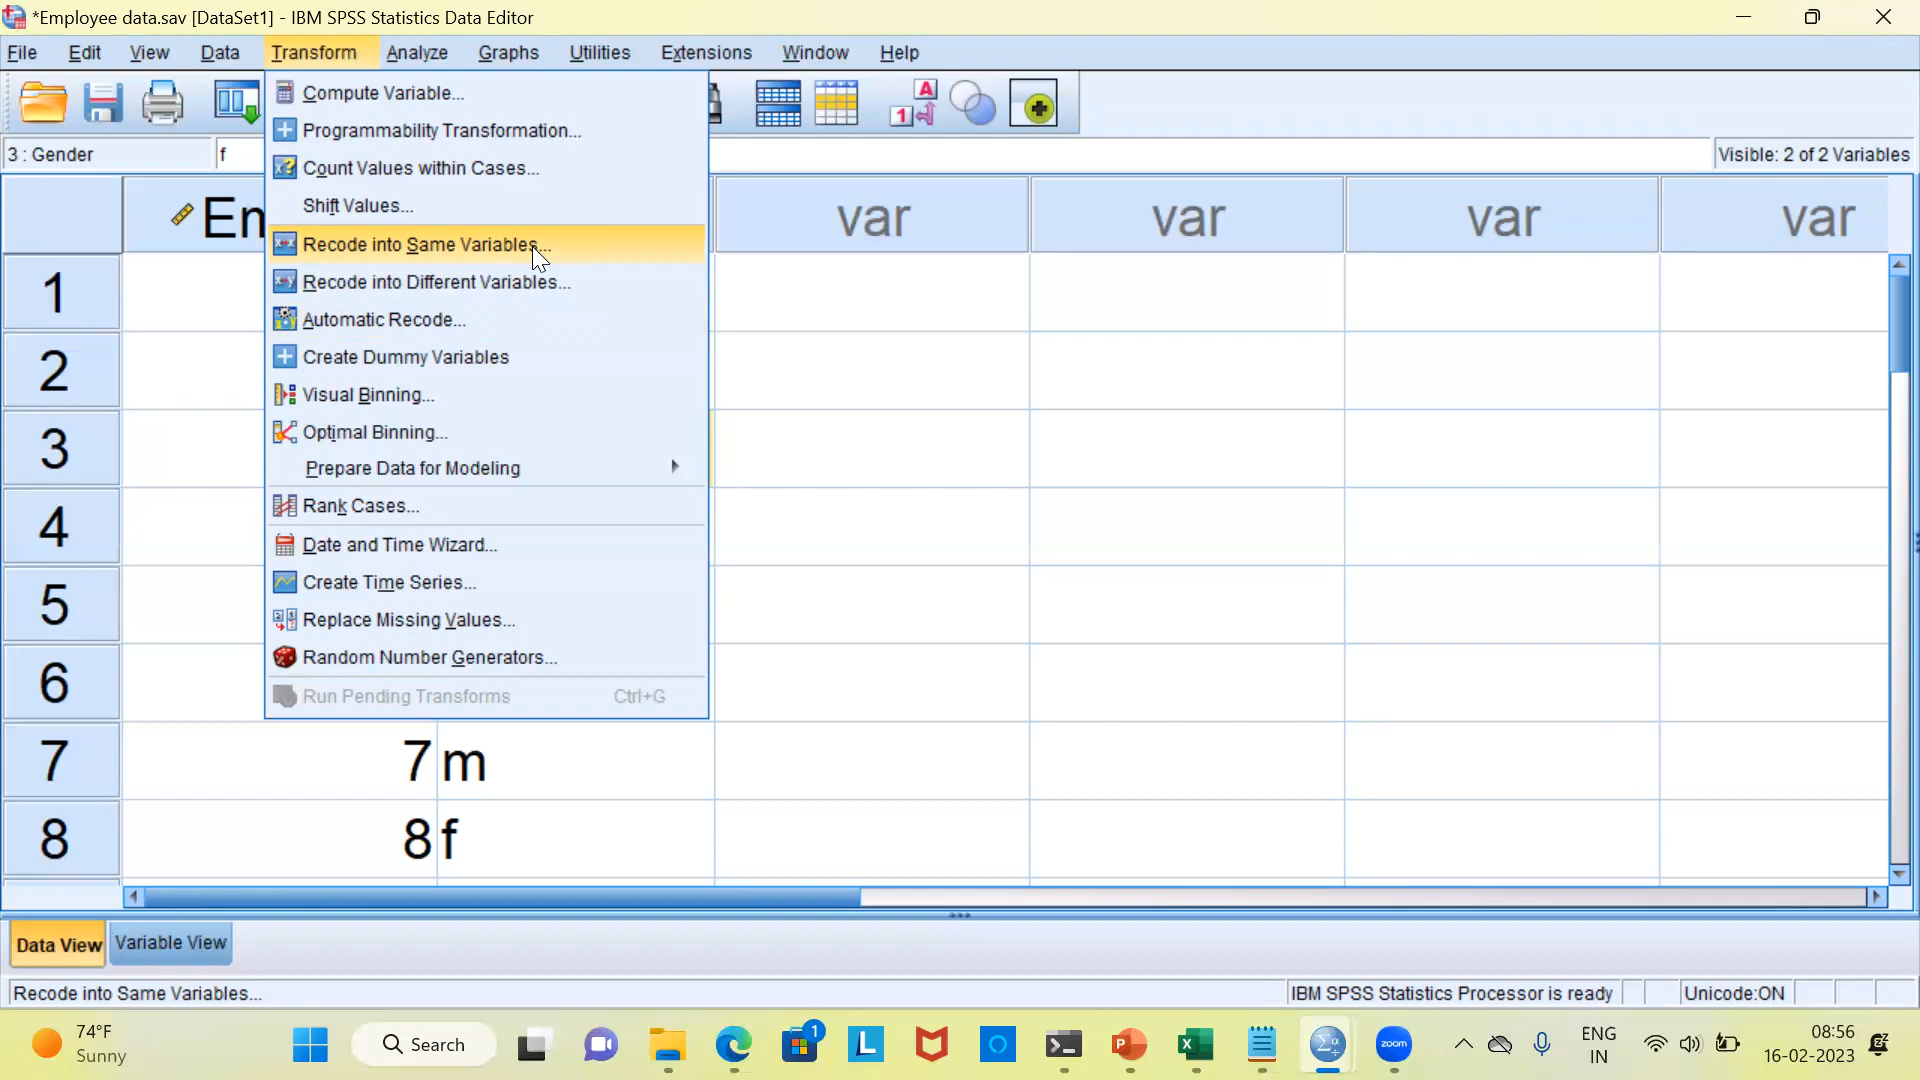 *Employee data.sav [DataSet1] - IBM SPSS Statistics Data Editor
File Edit View Data Transform Analyze Graphs Utilities Extensions Window Help
3 : Gender f Visible: 2 of 2 Variables
Compute Variable...
Programmability Transformation...
Count Values within Cases...
Shift Values...
Recode into Same Variables...
Recode into Different Variables...
Automatic Recode...
Create Dummy Variables
Visual Binning...
Optimal Binning...
Prepare Data for Modeling
Rank Cases...
Date and Time Wizard...
Create Time Series...
Replace Missing Values...
Random Number Generators...
Run Pending Transforms Ctrl+G
Em var var var var
1
2
3
4
5
6
7 7 m
8 8 f
Data View Variable View
Recode into Same Variables... IBM SPSS Statistics Processor is ready Unicode:ON
74°F
Sunny
Search
1
zoom
ENG
IN
08:56
16-02-2023